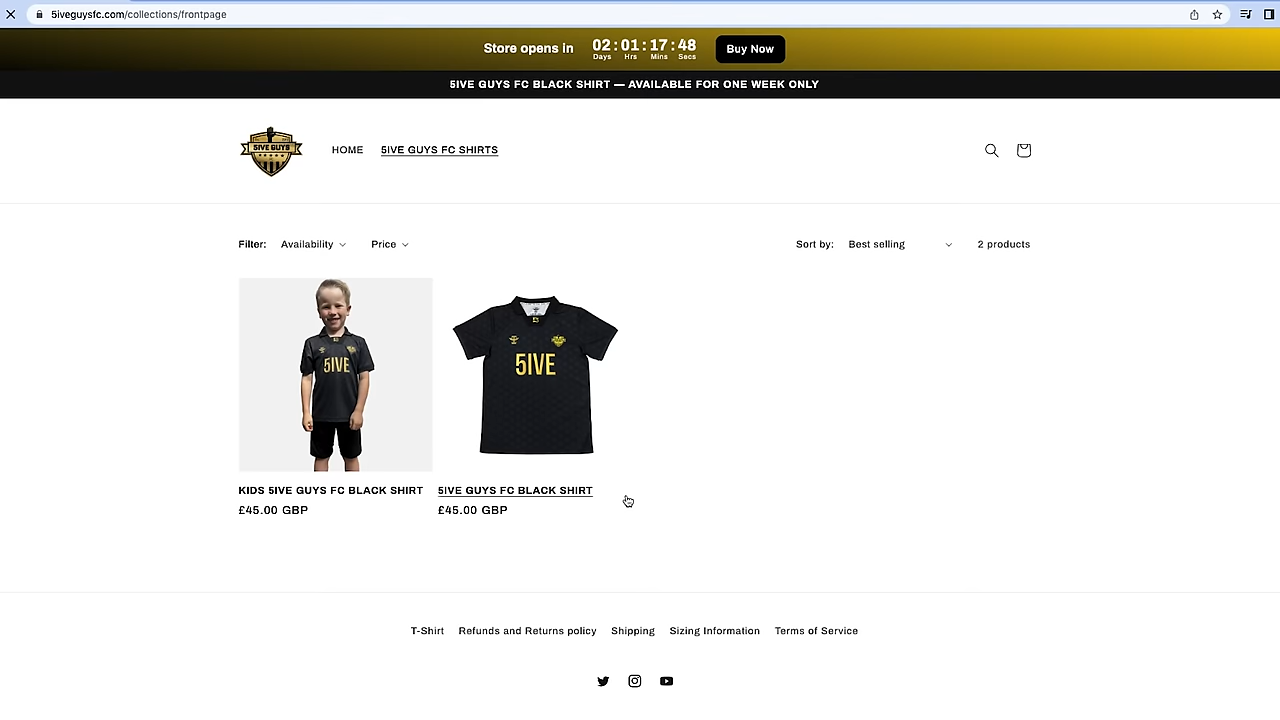 5iveguysfc.com/collections/frontpage
Store opens in 02 : 01 : 17 : 48 Buy Now
Days Hrs Mins Secs
5IVE GUYS FC BLACK SHIRT — AVAILABLE FOR ONE WEEK ONLY
5IVE GUYS
HOME 5IVE GUYS FC SHIRTS
Filter: Availability Price Sort by: Best selling 2 products
5IVE
5IVE
KIDS 5IVE GUYS FC BLACK SHIRT
£45.00 GBP
5IVE GUYS FC BLACK SHIRT
£45.00 GBP
T-Shirt Refunds and Returns policy Shipping Sizing Information Terms of Service